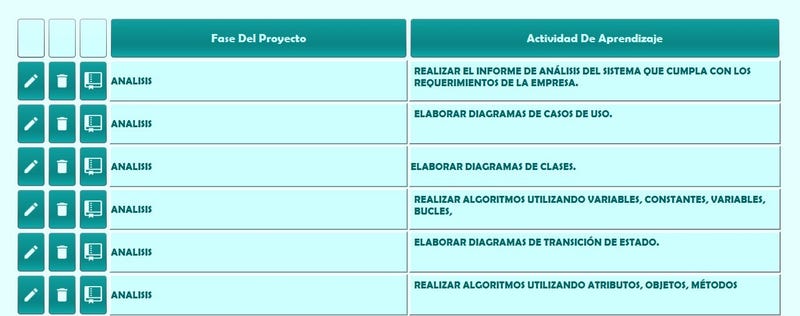 Fase Del Proyecto
Actividad De Aprendizaje
ANALISIS
REALIZAR EL INFORME DE ANÁLISIS DEL SISTEMA QUE CUMPLA CON LOS
REQUERIMIENTOS DE LA EMPRESA.
ANALISIS
ELABORAR DIAGRAMAS DE CASOS DE USO.
ANALISIS
ELABORAR DIAGRAMAS DE CLASES.
ANALISIS
REALIZAR ALGORITMOS UTILIZANDO VARIABLES, CONSTANTES, VARIABLES,
BUCLES,
ANALISIS
ELABORAR DIAGRAMAS DE TRANSICIÓN DE ESTADO.
ANALISIS
REALIZAR ALGORITMOS UTILIZANDO ATRIBUTOS, OBJETOS, MÉTODOS